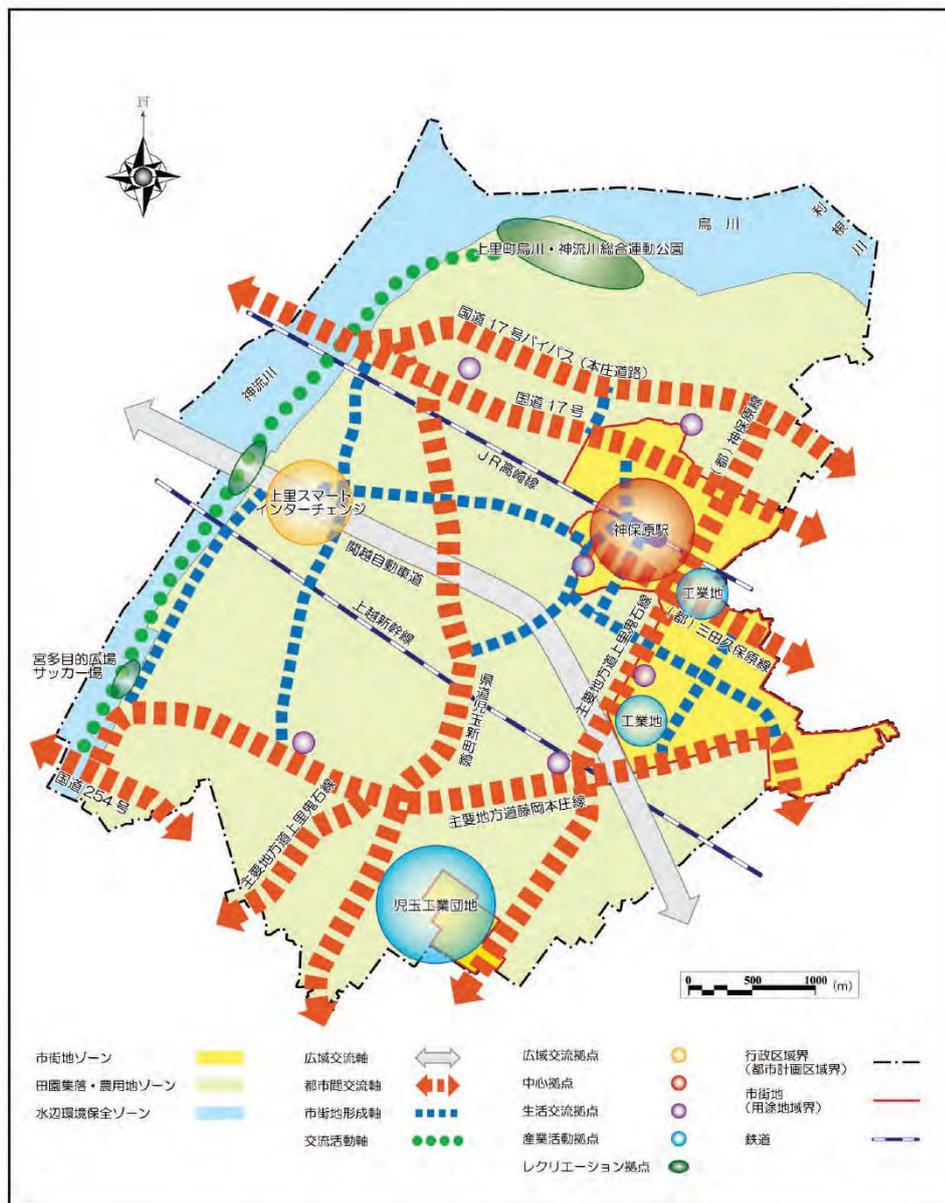 N
烏川
利根川
上里町烏川・神流川総合運動公園
国道17号バイパス（本庄道路）
神流川
国道17号
（都）神保原線
JR高崎線
上里スマート
インターチェンジ
神保原駅
関越自動車道
工業地
上越新幹線
（都）三田久保原線
主要地方道上里鬼石線
宮多目的広場
サッカー場
県道児玉新町線
工業地
国道254号
主要地方道上里鬼石線
主要地方道藤岡本庄線
児玉工業団地
0 500 1000 (m)
市街地ゾーン
田園集落・農用地ゾーン
水辺環境保全ゾーン
広域交流軸
都市間交流軸
市街地形成軸
交流活動軸
広域交流拠点
中心拠点
生活交流拠点
産業活動拠点
レクリエーション拠点
行政区域界
（都市計画区域界）
市街地
（用途地域界）
鉄道